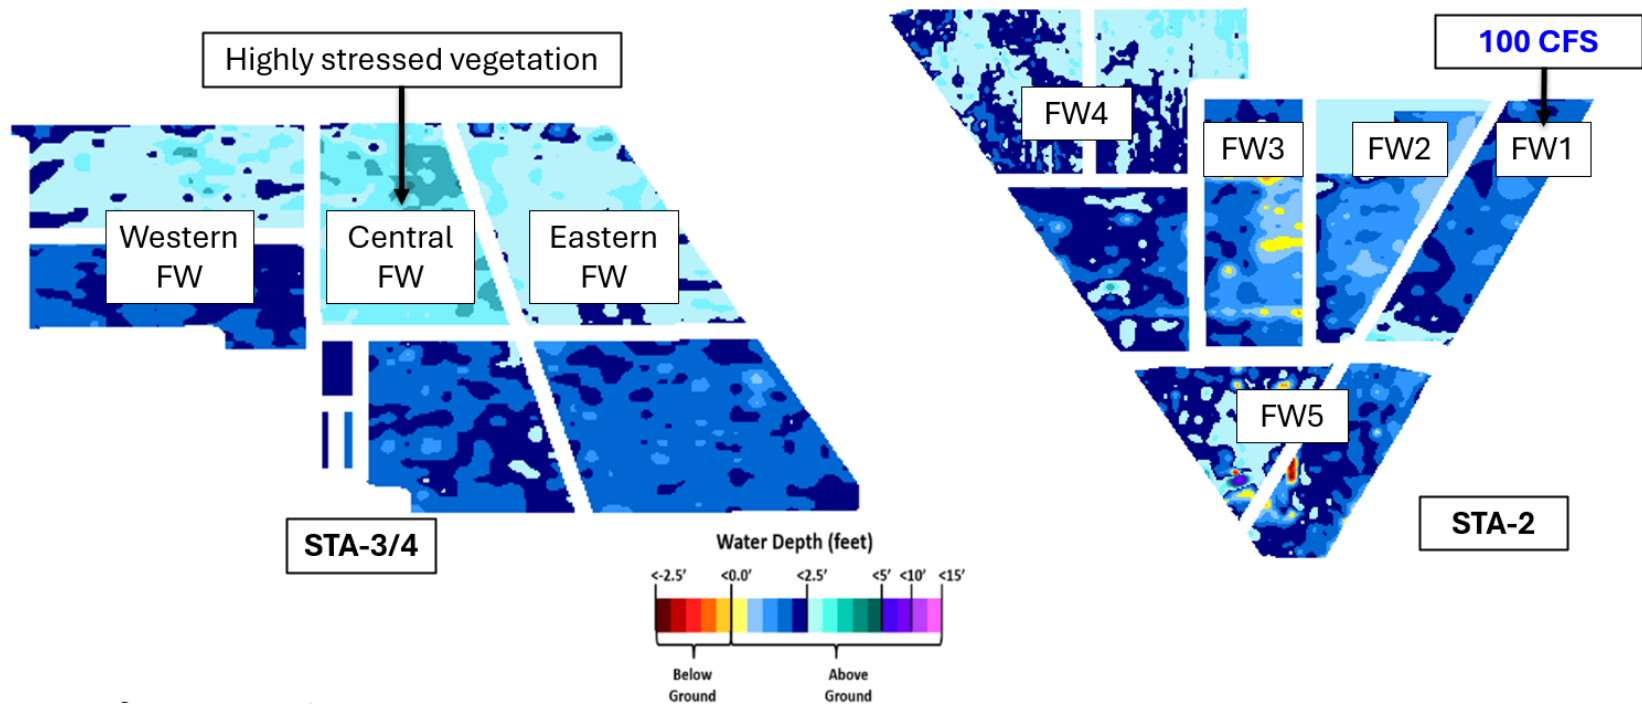 Highly stressed vegetation
100 CFS
FW4
FW3
FW2
FW1
Western
FW
Central
FW
Eastern
FW
FW5
STA-3/4
STA-2
Water Depth (feet)
<-2.5' <0.0' <2.5' <5' <10' <15'
Below
Ground
Above
Ground